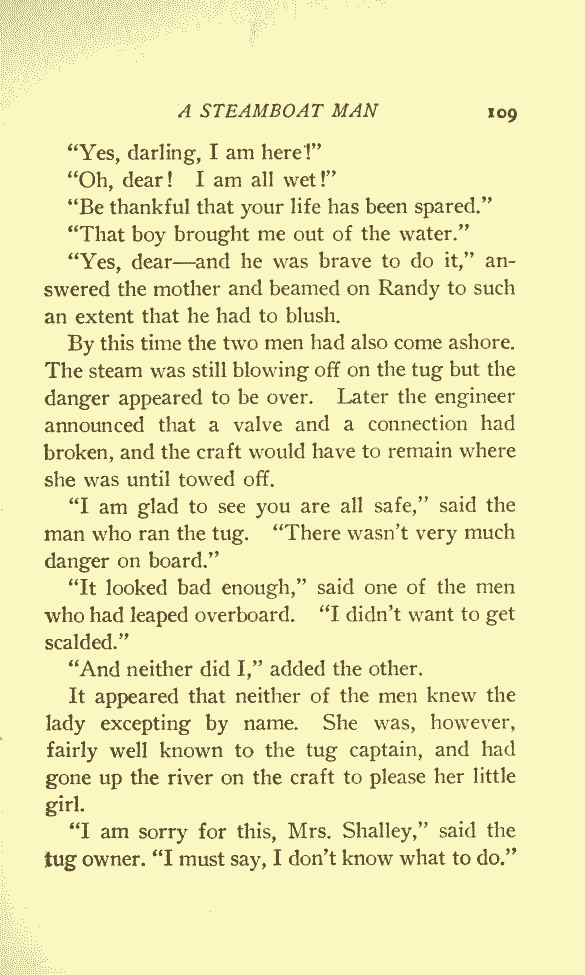 A STEAMBOAT MAN 109
“Yes, darling, I am here!”
“Oh, dear! I am all wet!”
“Be thankful that your life has been spared.”
“That boy brought me out of the water.”
“Yes, dear—and he was brave to do it,” an-
swered the mother and beamed on Randy to such
an extent that he had to blush.
By this time the two men had also come ashore.
The steam was still blowing off on the tug but the
danger appeared to be over. Later the engineer
announced that a valve and a connection had
broken, and the craft would have to remain where
she was until towed off.
“I am glad to see you are all safe,” said the
man who ran the tug. “There wasn’t very much
danger on board.”
“It looked bad enough,” said one of the men
who had leaped overboard. “I didn’t want to get
scalded.”
“And neither did I,” added the other.
It appeared that neither of the men knew the
lady excepting by name. She was, however,
fairly well known to the tug captain, and had
gone up the river on the craft to please her little
girl.
“I am sorry for this, Mrs. Shalley,” said the
tug owner. “I must say, I don’t know what to do.”